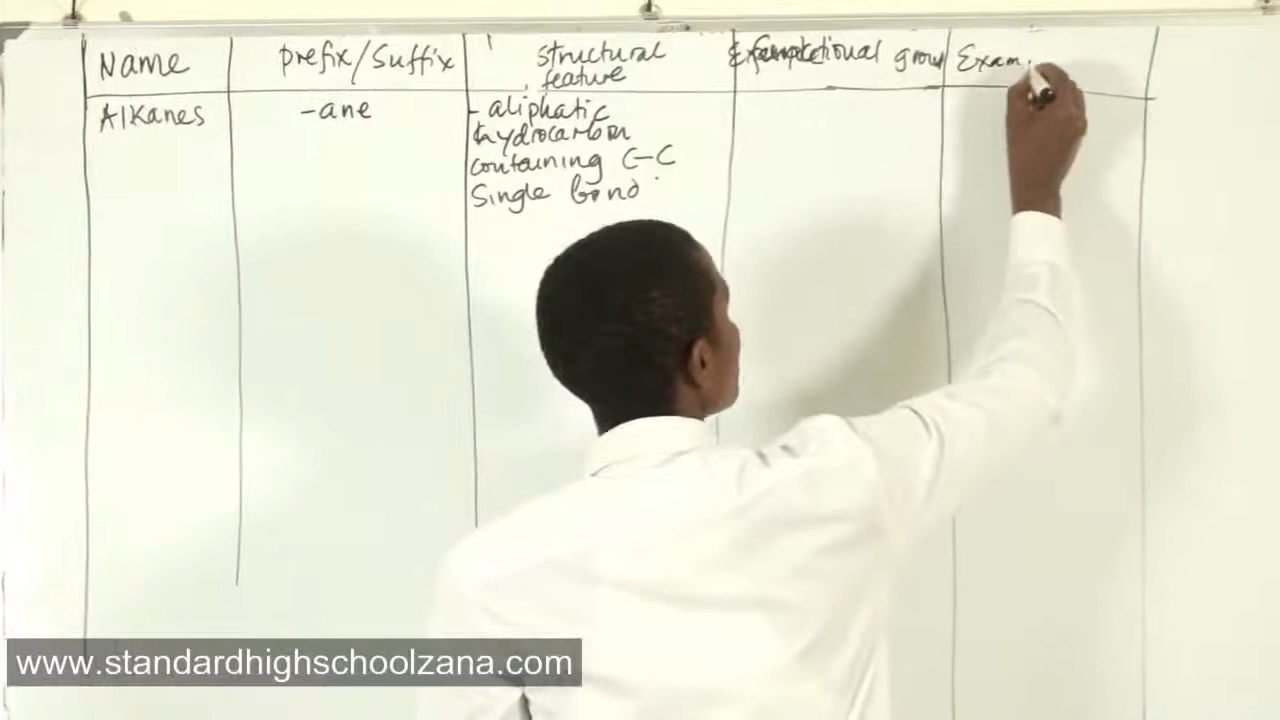 Name prefix/Suffix structural feature functional group Exam
Alkanes -ane - aliphatic
hydrocarbon
containing C-C
Single bond
www.standardhighschoolzana.com